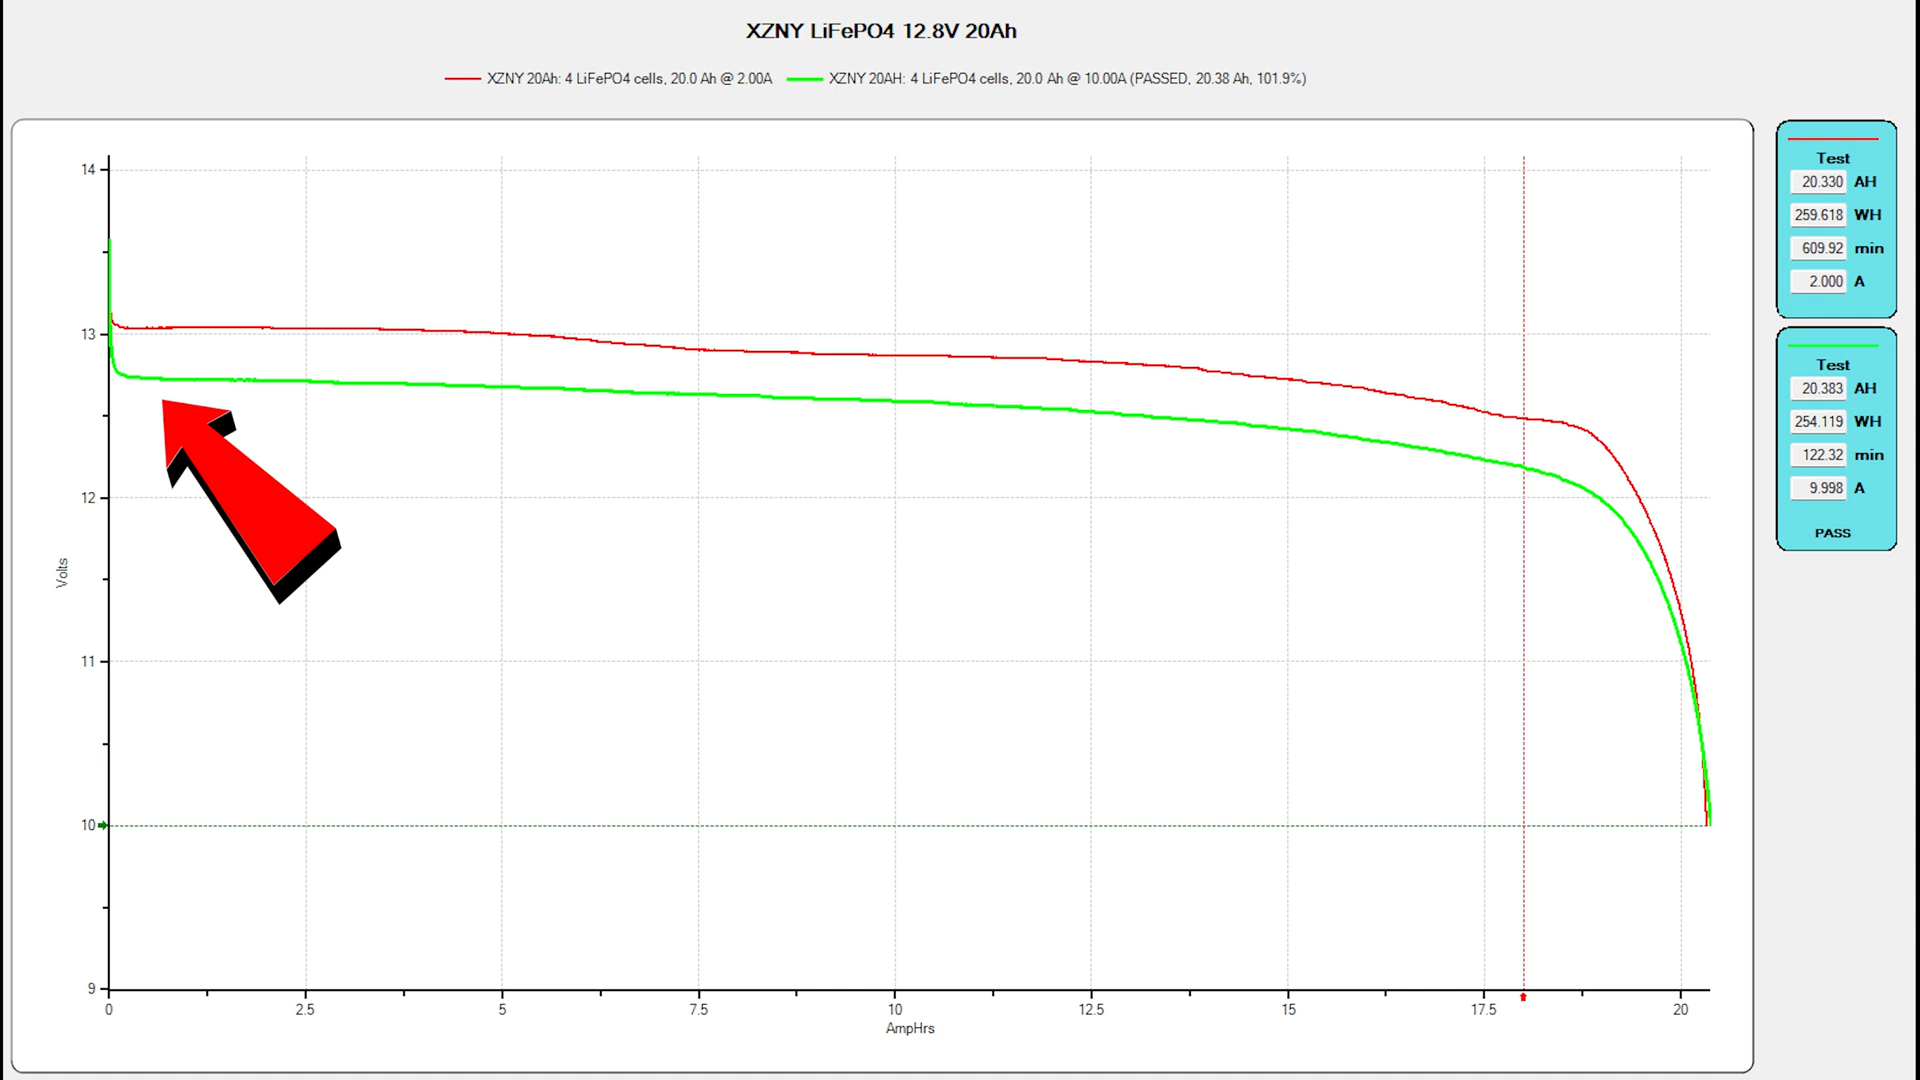 XZNY LiFePO4 12.8V 20Ah
XZNY 20Ah: 4 LiFePO4 cells, 20.0 Ah @ 2.00A XZNY 20AH: 4 LiFePO4 cells, 20.0 Ah @ 10.00A (PASSED, 20.38 Ah, 101.9%)
14
13
12
11
10
9
Volts
0 2.5 5 7.5 10 12.5 15 17.5 20
AmpHrs
Test
20.330 AH
259.618 WH
609.92 min
2.000 A
Test
20.383 AH
254.119 WH
122.32 min
9.998 A
PASS